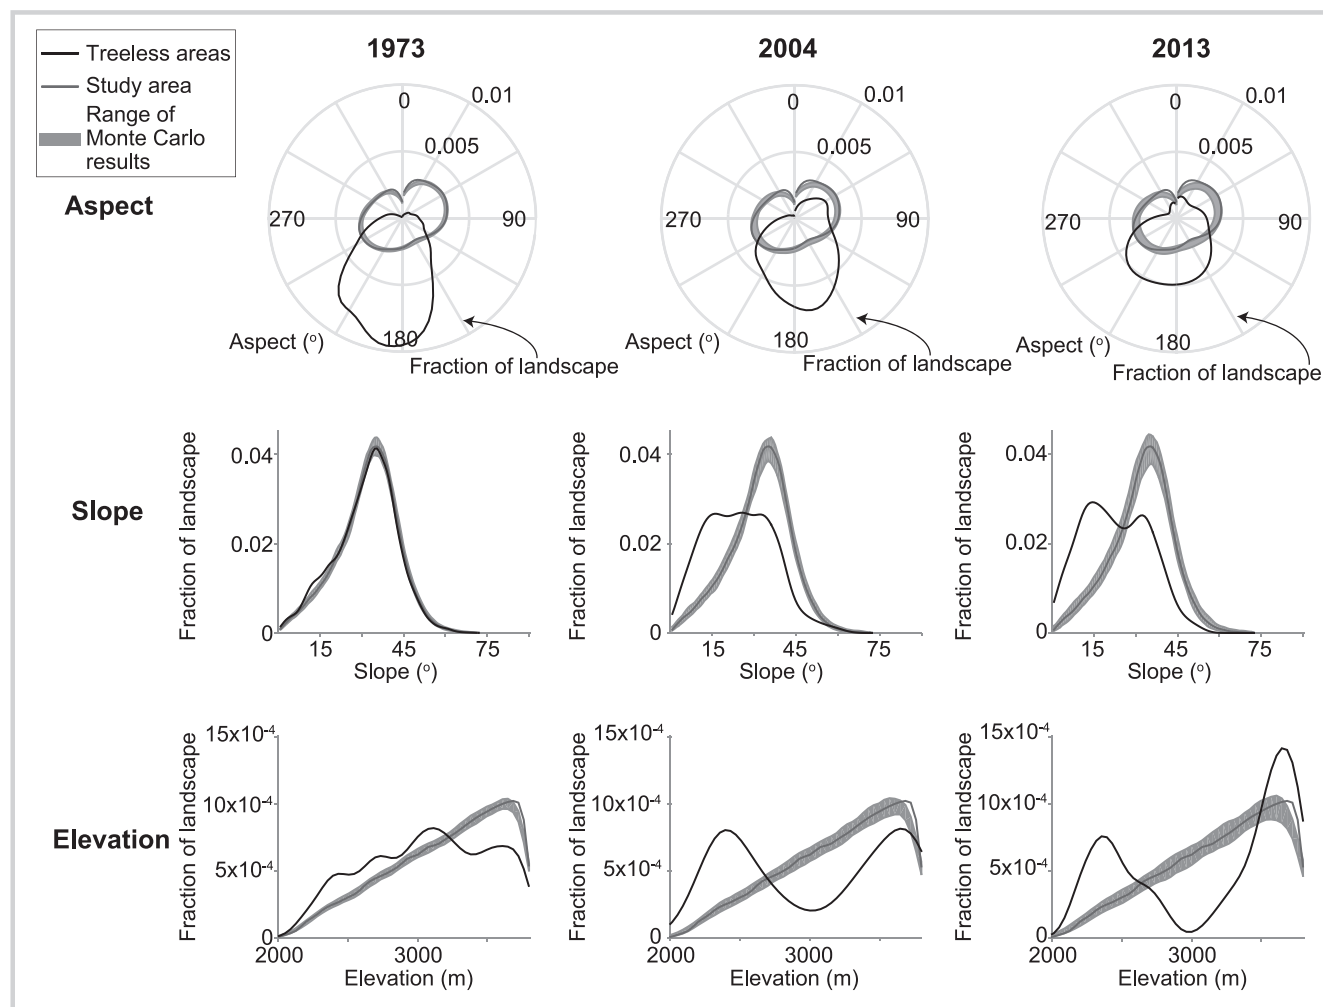 Treeless areas
Study area
Range of
Monte Carlo
results
1973
2004
2013
Aspect
0
0.01
0.005
270
90
180
Aspect (o)
Fraction of landscape
0
0.01
0.005
270
90
180
Aspect (o)
Fraction of landscape
0
0.01
0.005
270
90
180
Aspect (o)
Fraction of landscape
Slope
Fraction of landscape
0.04
0.02
0
15
45
75
Slope (o)
Fraction of landscape
0.04
0.02
0
15
45
75
Slope (o)
Fraction of landscape
0.04
0.02
0
15
45
75
Slope (o)
Elevation
Fraction of landscape
15x10-4
10x10-4
5x10-4
0
2000
3000
Elevation (m)
Fraction of landscape
15x10-4
10x10-4
5x10-4
0
2000
3000
Elevation (m)
Fraction of landscape
15x10-4
10x10-4
5x10-4
0
2000
3000
Elevation (m)